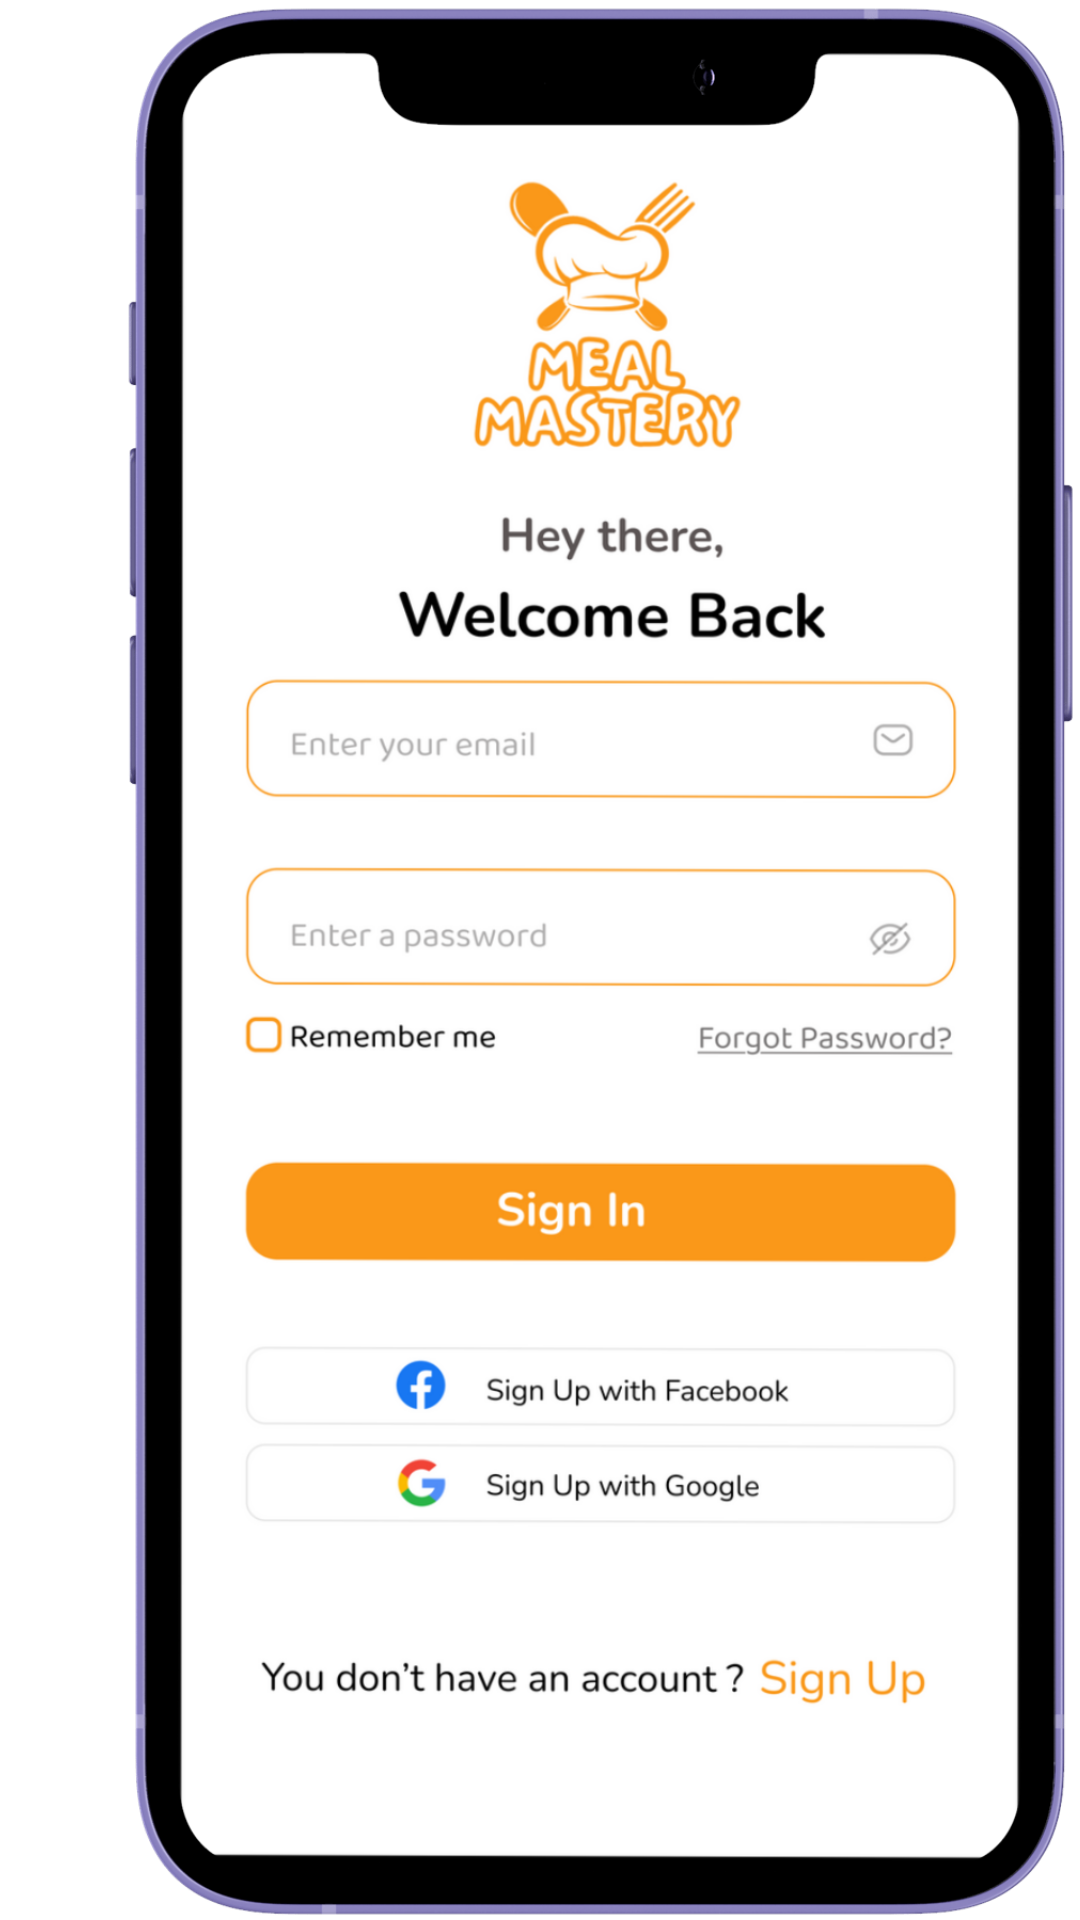 MEAL
MASTERY
Hey there,
Welcome Back
Enter your email
Enter a password
Remember me Forgot Password?
Sign In
Sign Up with Facebook
Sign Up with Google
You don't have an account ? Sign Up